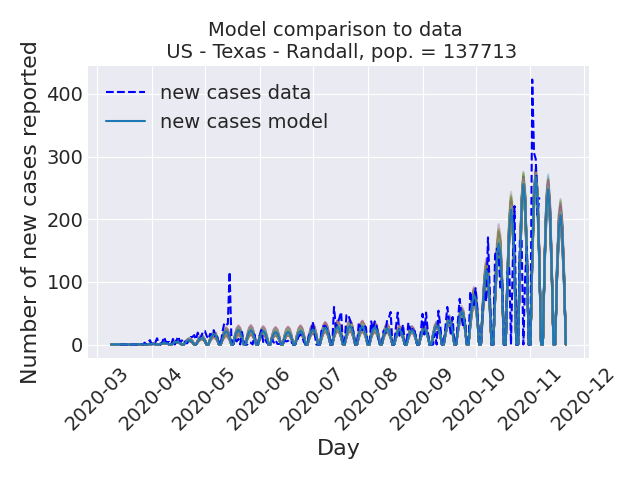 Model comparison to data
US - Texas - Randall, pop. = 137713
Number of new cases reported
400
300
200
100
0
new cases data
new cases model
2020-03
2020-04
2020-05
2020-06
2020-07
2020-08
2020-09
2020-10
2020-11
2020-12
Day